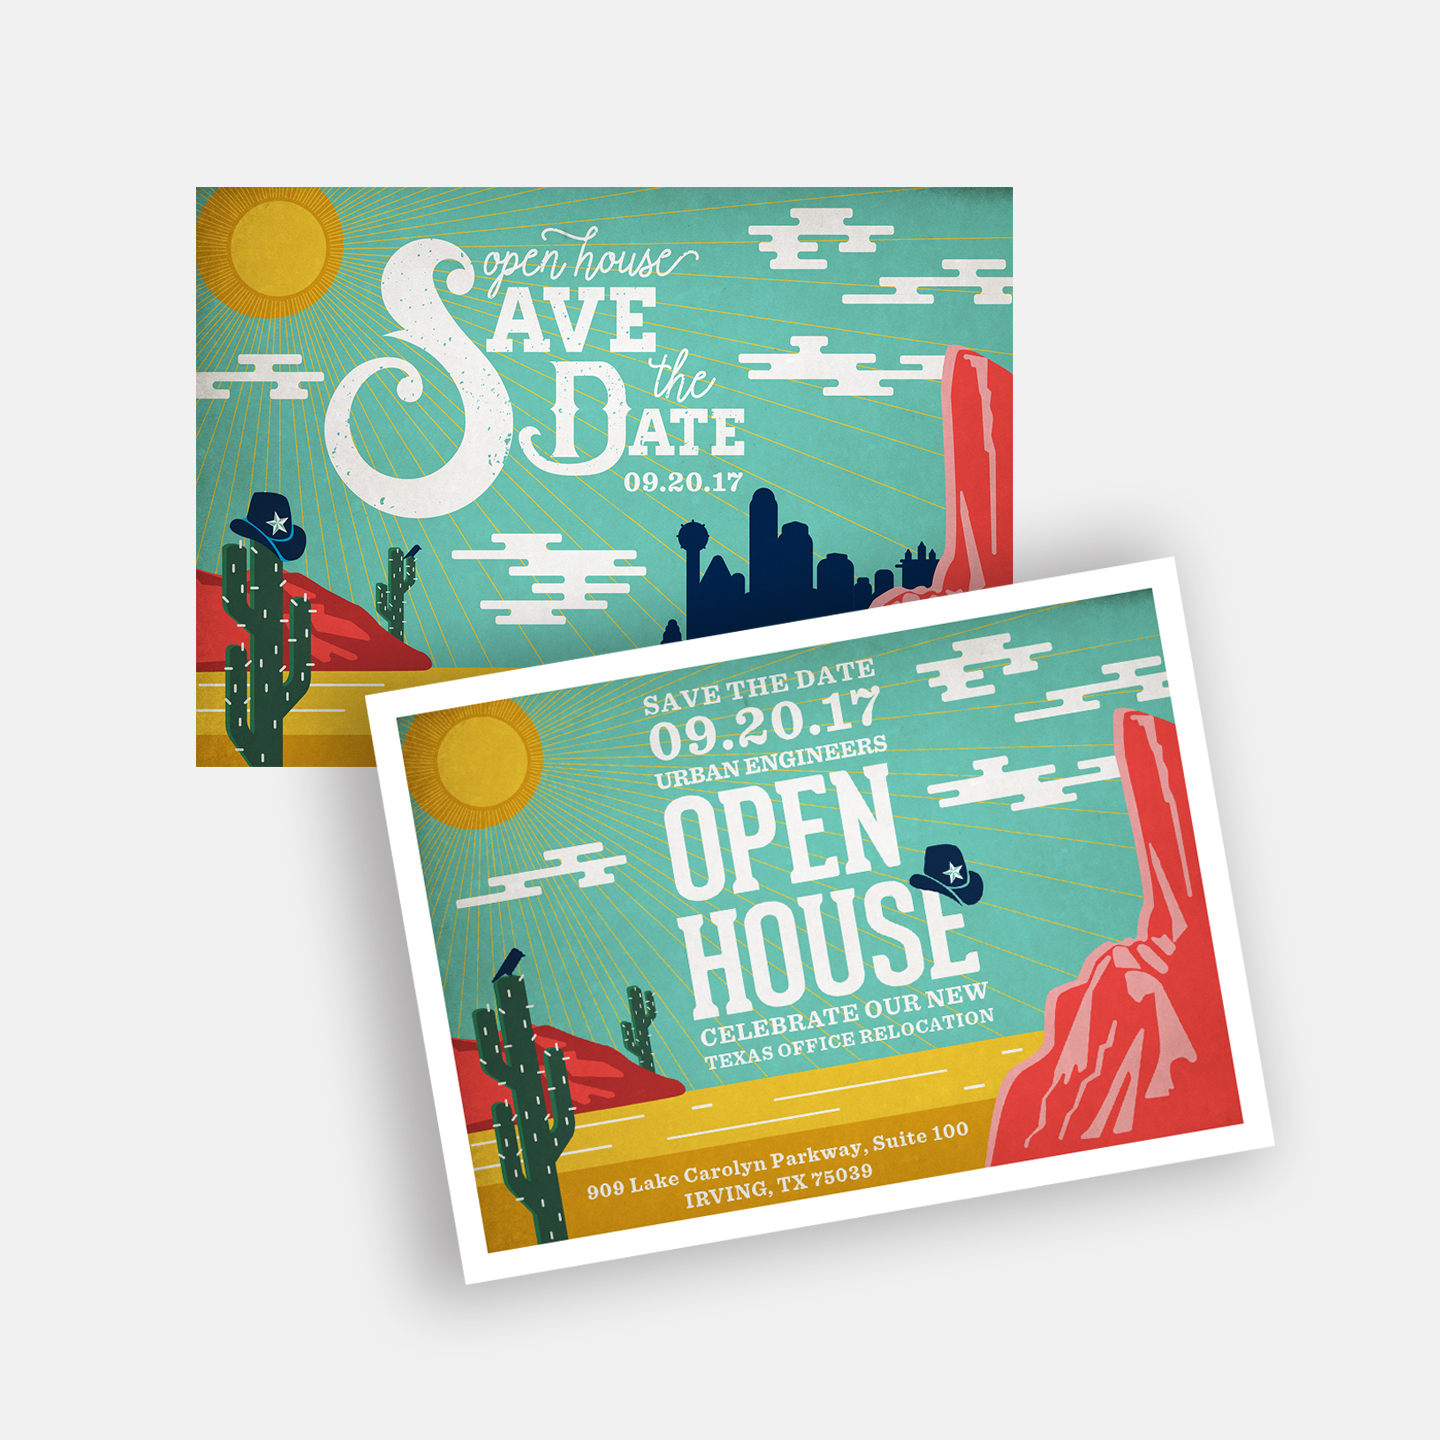 open house
SAVE
the
DATE
09.20.17
SAVE THE DATE
09.20.17
URBAN ENGINEERS
OPEN
HOUSE
CELEBRATE OUR NEW
TEXAS OFFICE RELOCATION
909 Lake Carolyn Parkway, Suite 100
IRVING, TX 75039